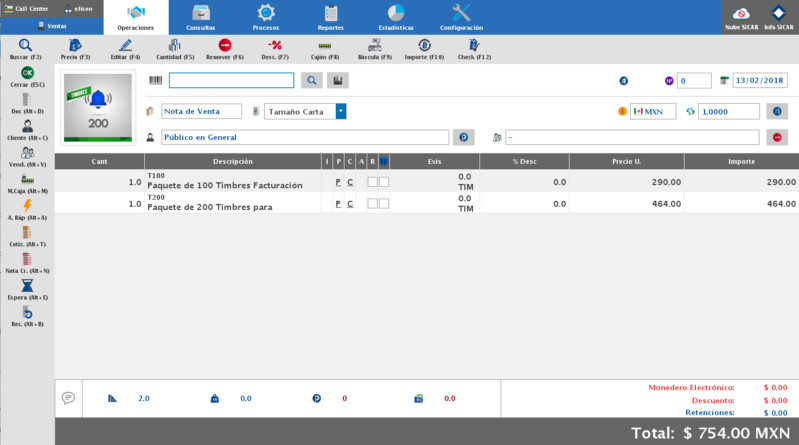 Call Center
eliseo
Ventas
Operaciones
Consultas
Procesos
Reportes
Estadísticas
Configuración
Nube SICAR
Info SICAR
Buscar (F2)
Precio (F3)
Editar (F4)
Cantidad (F5)
Remover (F6)
Desc. (F7)
Cajón (F8)
Báscula (F9)
Importe (F10)
Check (F12)
OK
Cerrar (ESC)
Doc (Alt+D)
Cliente (Alt+C)
Vend. (Alt+V)
M.Caja (Alt+M)
A. Ráp (Alt+A)
Cotiz. (Alt+T)
Nota Cr. (Alt+N)
Espera (Alt+E)
Rec. (Alt+R)
TIMBRES
200
0
13/02/2018
Nota de Venta
Tamaño Carta
MXN
1.0000
Público en General
–
Cant Descripción I P C A R Exis % Desc Precio U. Importe
1.0 T100 P C 0.0 0.0 290.00 290.00
Paquete de 100 Timbres Facturación TIM
1.0 T200 P C 0.0 0.0 464.00 464.00
Paquete de 200 Timbres para TIM
2.0 0.0 0 0.0
Monedero Electrónico: $ 0.00
Descuento: $ 0.00
Retenciones: $ 0.00
Total: $ 754.00 MXN